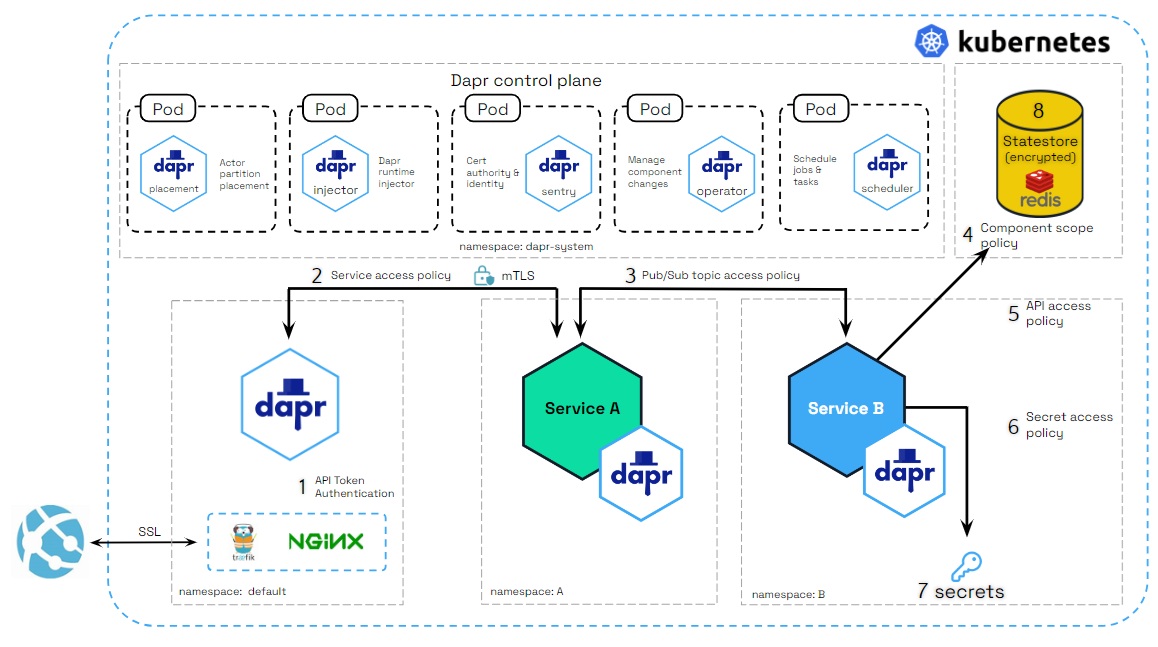 kubernetes
Dapr control plane
Pod
dapr
placement
Actor
partition
placement
Pod
dapr
injector
Dapr
runtime
injector
Pod
Cert
authority &
Identity
dapr
sentry
Pod
Manage
component
changes
dapr
operator
Pod
Schedule
jobs &
tasks
dapr
scheduler
namespace: dapr-system
8
Statestore
(encrypted)
redis
4 Component scope
policy
2 Service access policy
mTLS
3 Pub/Sub topic access policy
5 API access
policy
6 Secret access
policy
dapr
Service A
dapr
Service B
dapr
1 API Token
Authentication
SSL
træfik
NGINX
7 secrets
namespace: default
namespace: A
namespace: B